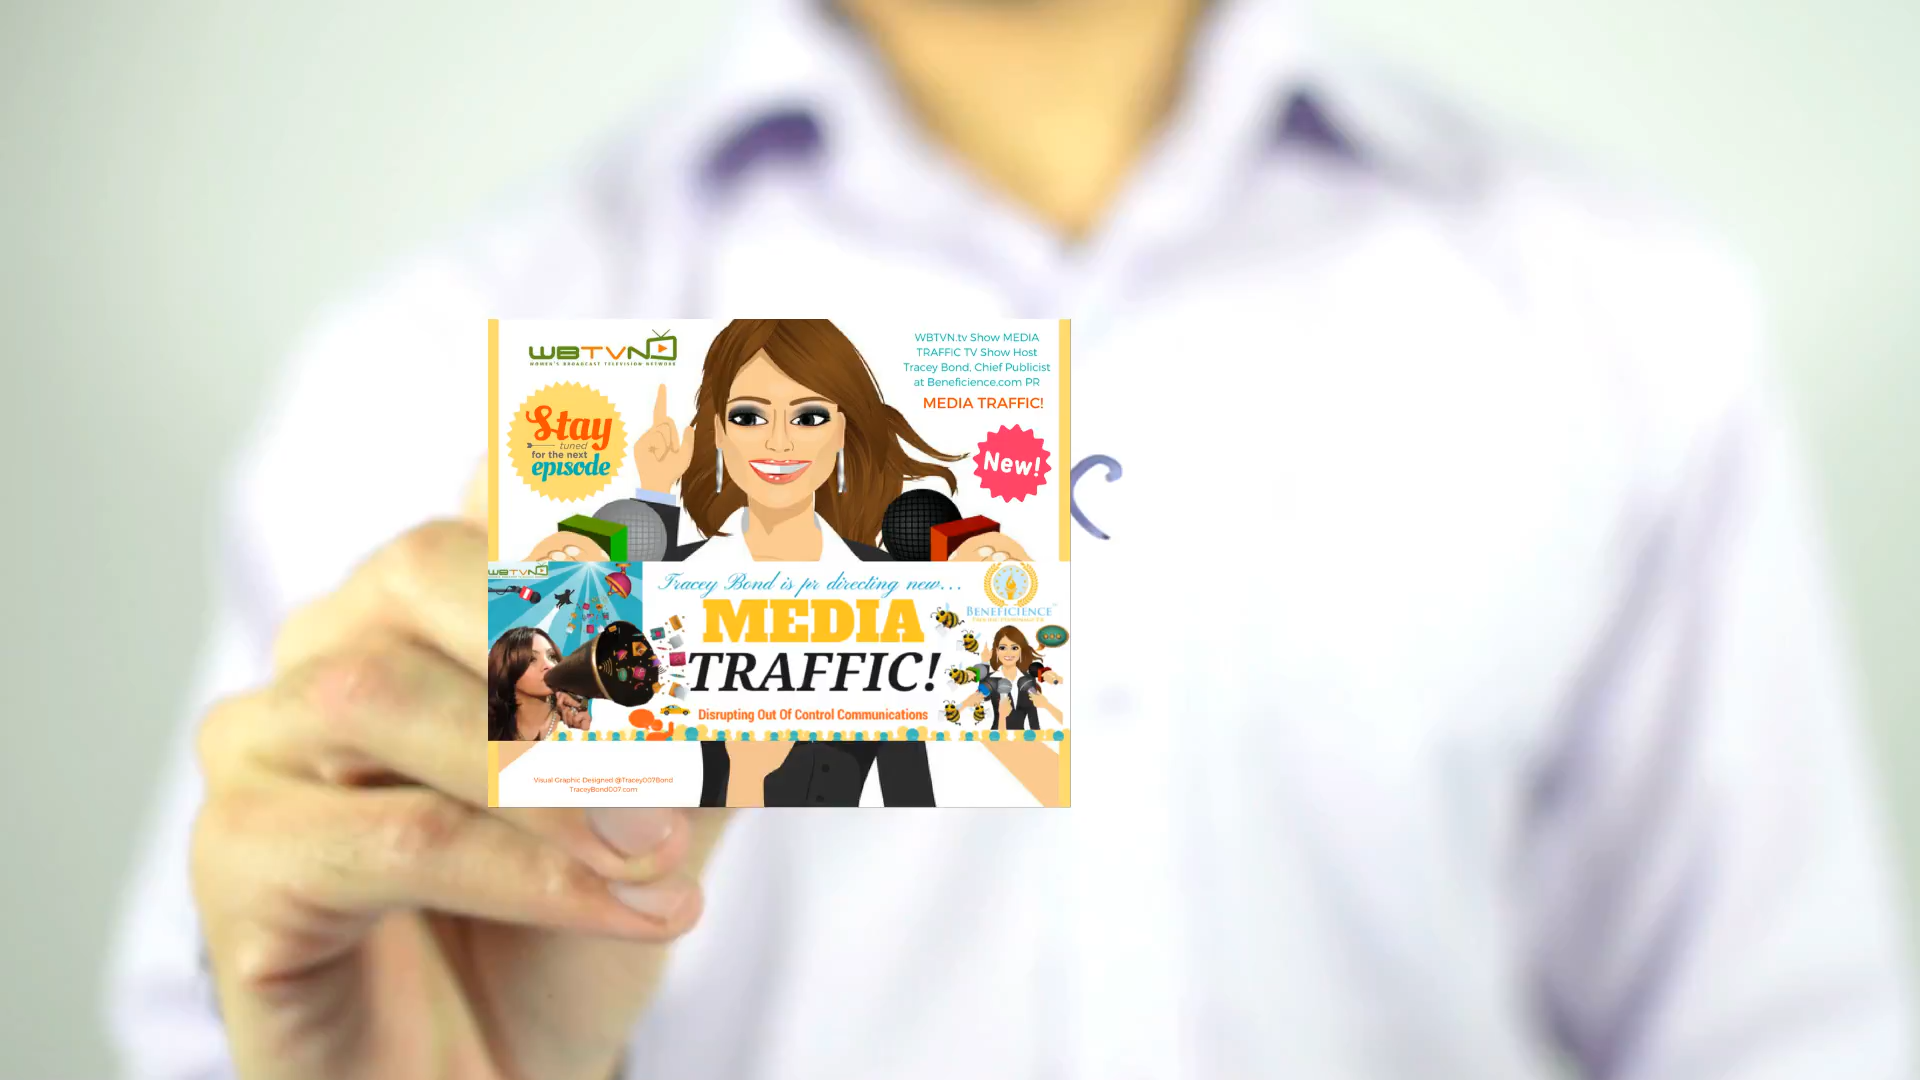 WBTVN
WOMEN'S BROADCAST TELEVISION NETWORK
WBTVN.tv Show MEDIA
TRAFFIC TV Show Host
Tracey Bond, Chief Publicist
at Beneficience.com PR
MEDIA TRAFFIC!
Stay
tuned
for the next
episode
New!
WBTVN
Tracey Bond is pr directing new...
MEDIA
TRAFFIC!
Disrupting Out Of Control Communications
BENEFICIENCE
Visual Graphic Designed @Tracey007Bond
TraceyBond007.com